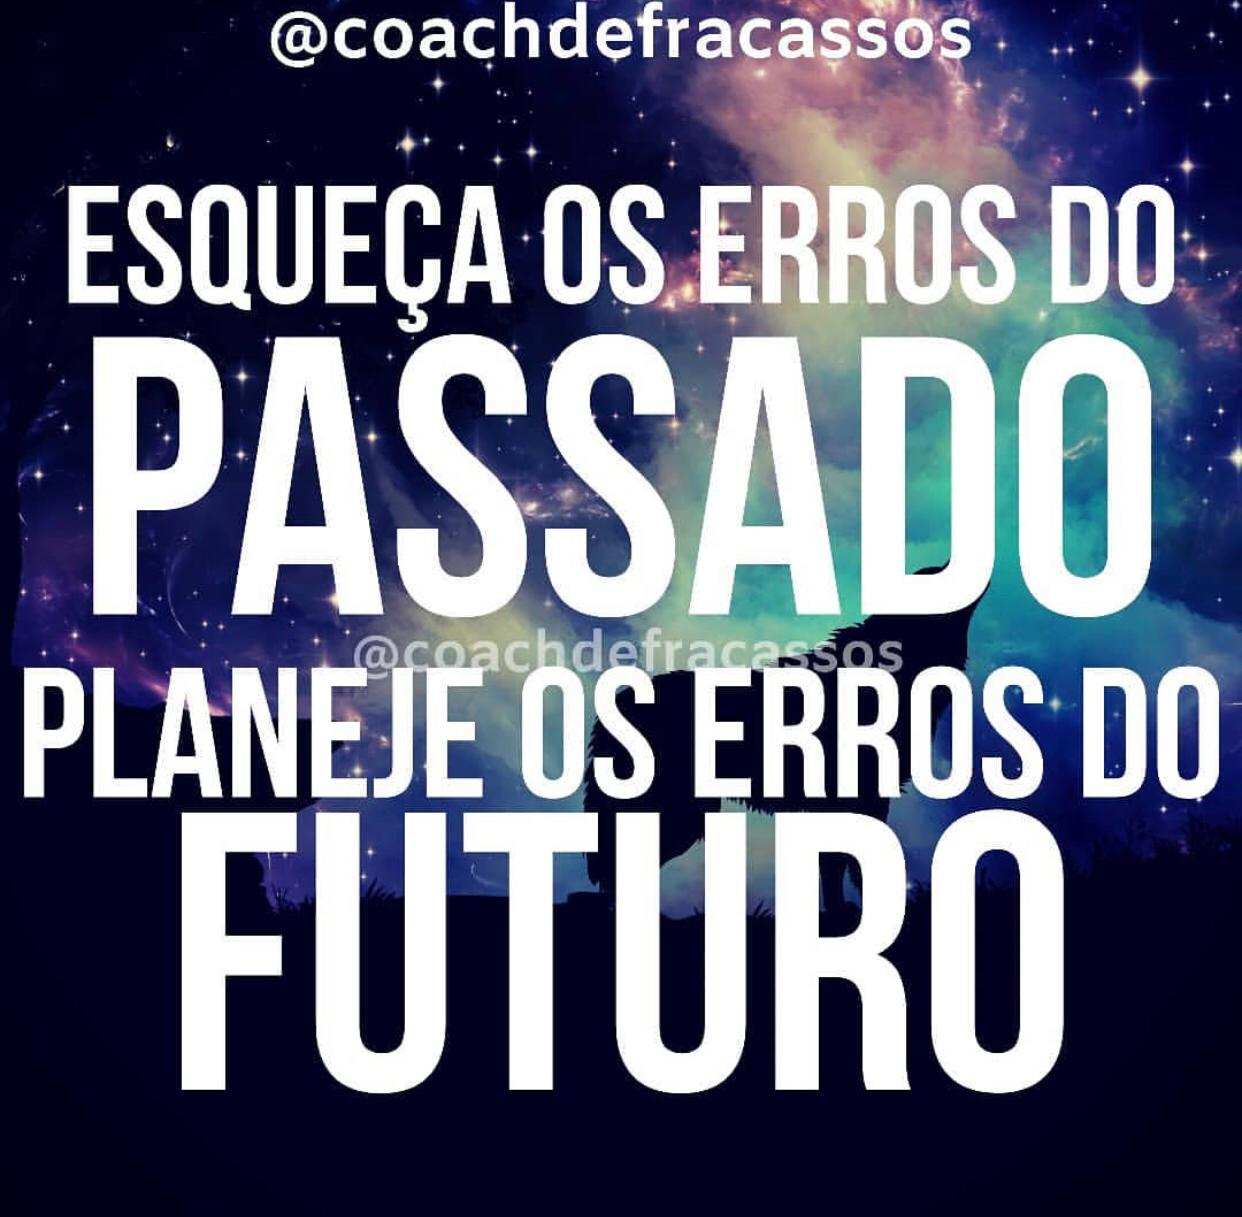 @coachdefracassos
ESQUEÇA OS ERROS DO
PASSADO
@coachdefracassos
PLANEJE OS ERROS DO
FUTURO